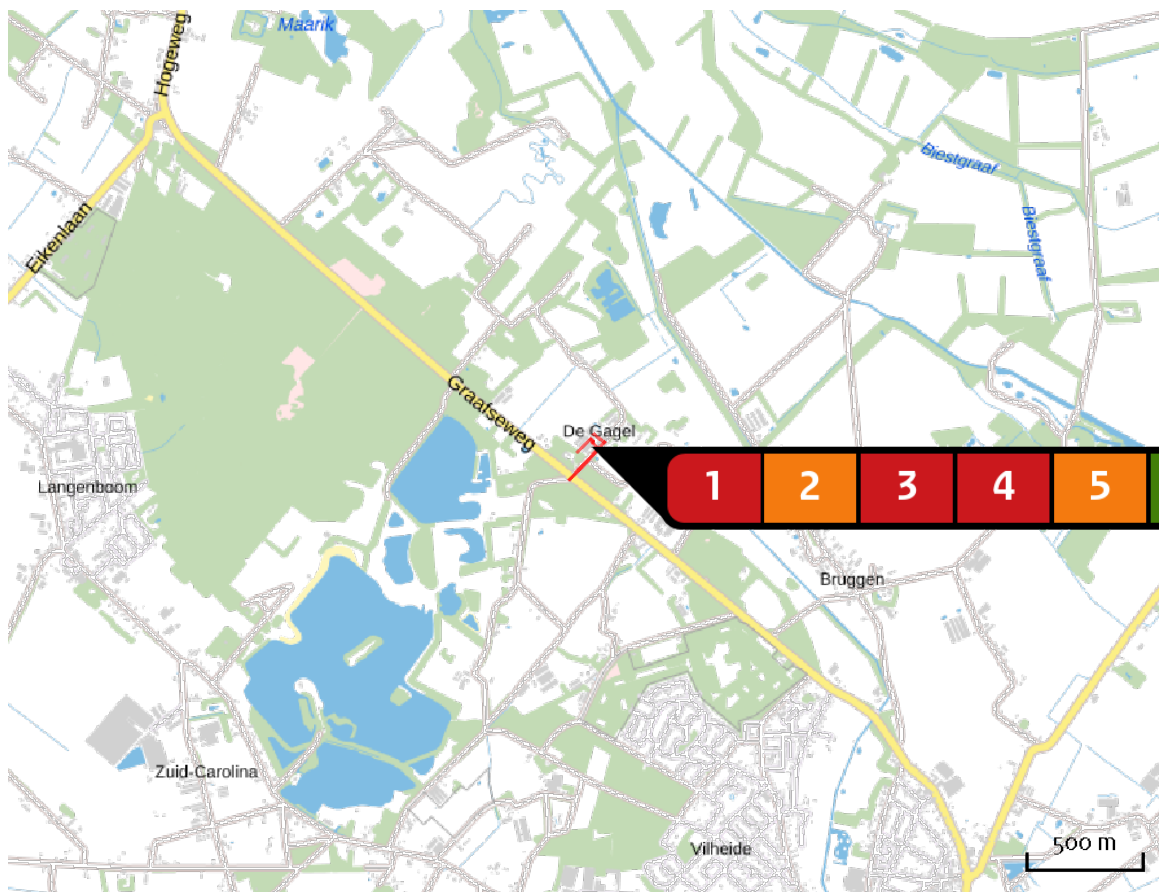 Maarik
Hogeweg
Biestgraaf
Eikenlaan
Biestgraaf
Graafseweg
De Gagel
Langenboom
1 2 3 4 5
Bruggen
Zuid-Carolina
Vilheide
500 m